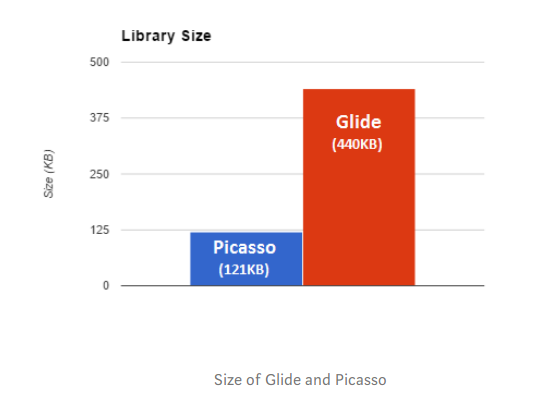 Library Size
500
375
250
125
0
Size (KB)
Glide
(440KB)
Picasso
(121KB)
Size of Glide and Picasso